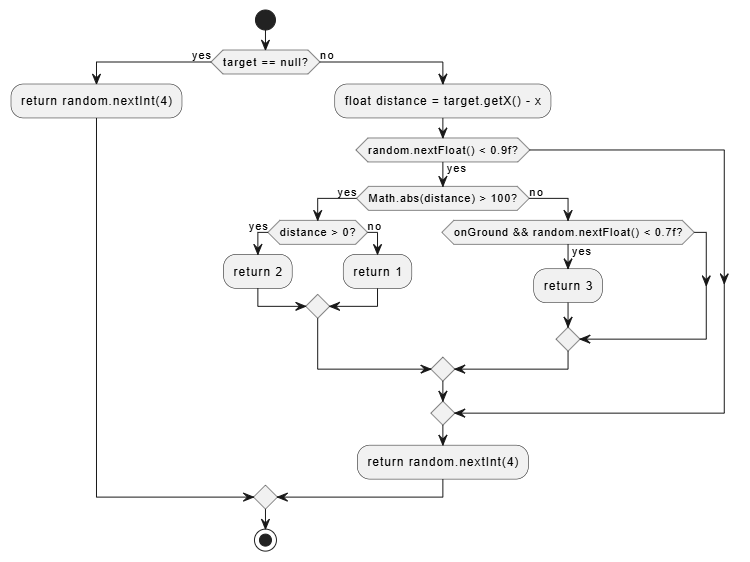 yes
target == null?
no
return random.nextInt(4)
float distance = target.getX() - x
random.nextFloat() < 0.9f?
yes
yes
Math.abs(distance) > 100?
no
yes
distance > 0?
no
onGround && random.nextFloat() < 0.7f?
yes
return 2
return 1
return 3
return random.nextInt(4)